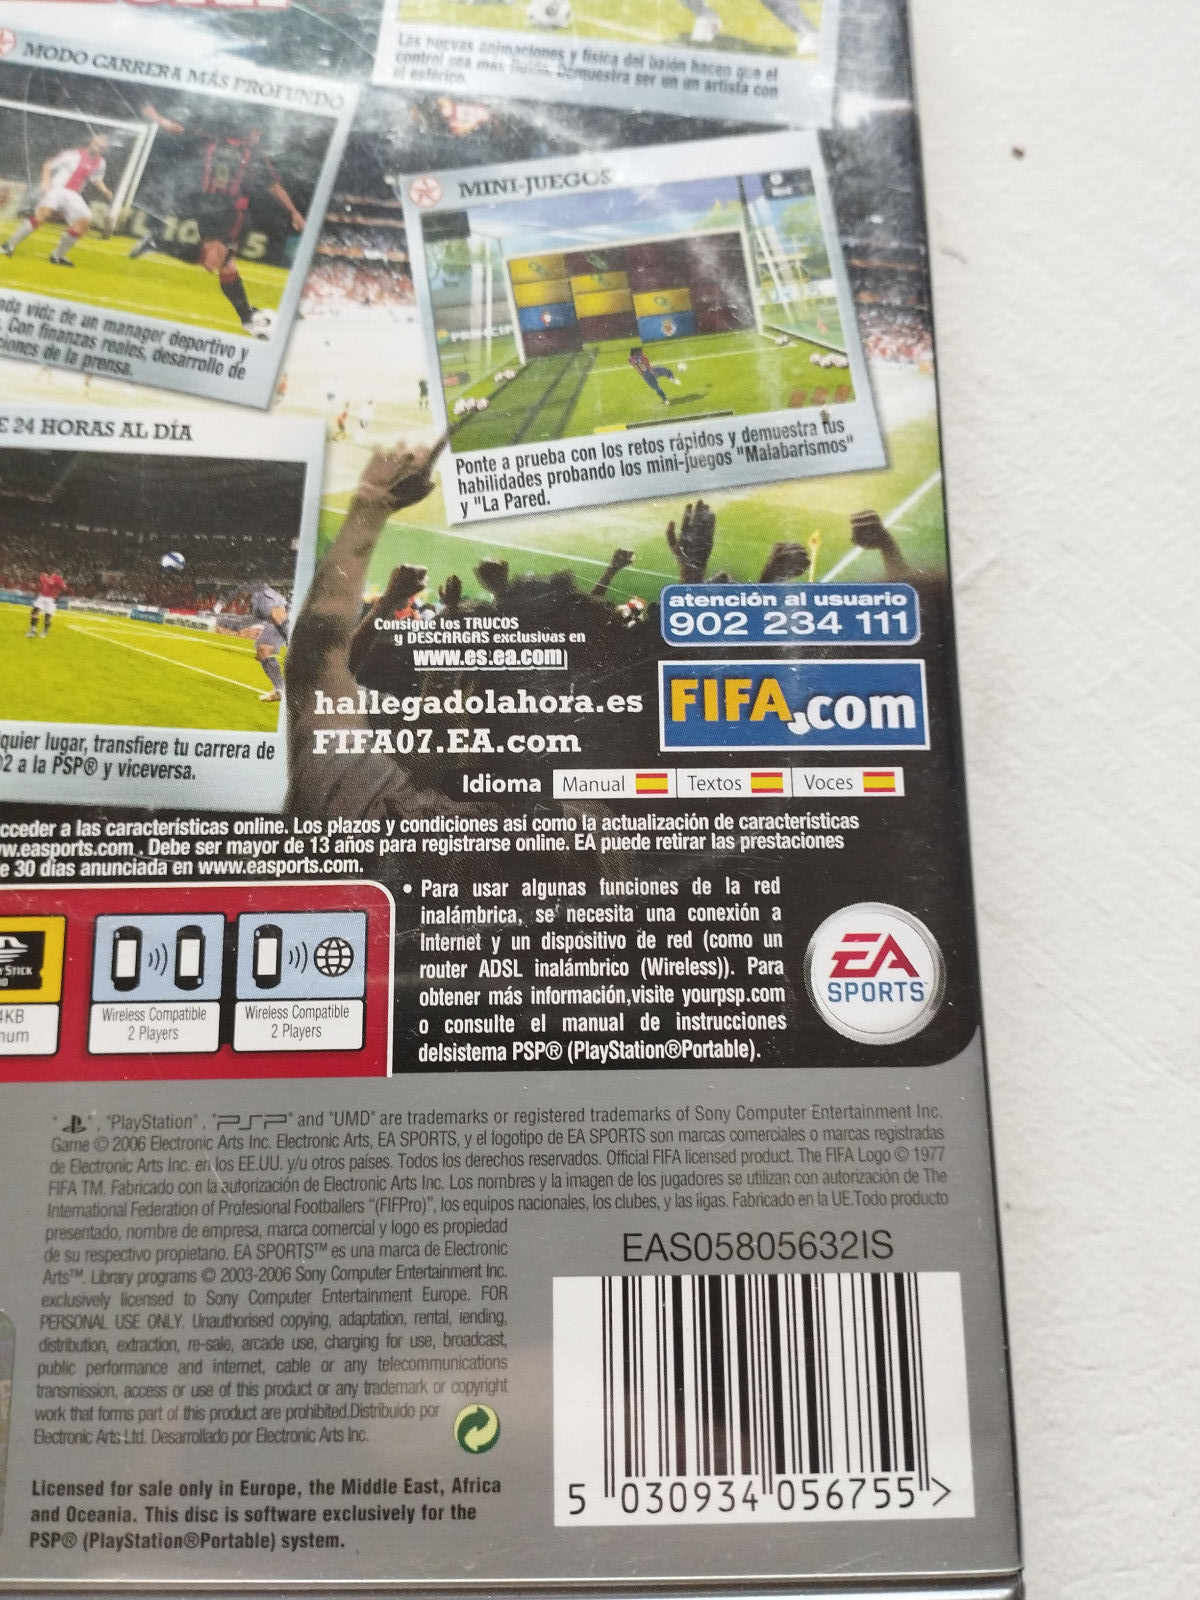 Las nuevas animaciones y física del balón hacen que el
control sea más fluido. Demuestra ser un un artista con
el esférico.
MODO CARRERA MÁS PROFUNDO
ada vida de un manager deportivo y
. Con finanzas reales, desarrollo de
ciones de la prensa.
MINI-JUEGOS
Ponte a prueba con los retos rápidos y demuestra tus
habilidades probando los mini-juegos "Malabarismos"
y "La Pared.
E 24 HORAS AL DÍA
quier lugar, transfiere tu carrera de
2 a la PSP® y viceversa.
Consigue los TRUCOS
y DESCARGAS exclusivas en
www.es.ea.com
atención al usuario
902 234 111
hallegadolahora.es
FIFA07.EA.com
FIFA.com
Idioma Manual Textos Voces
cceder a las características online. Los plazos y condiciones así como la actualización de características
ww.easports.com . Debe ser mayor de 13 años para registrarse online. EA puede retirar las prestaciones
e 30 días anunciada en www.easports.com.
• Para usar algunas funciones de la red
inalámbrica, se necesita una conexión a
Internet y un dispositivo de red (como un
router ADSL inalámbrico (Wireless)). Para
obtener más información,visite yourpsp.com
o consulte el manual de instrucciones
delsistema PSP® (PlayStation®Portable).
EA
SPORTS
Y STICK
4KB
num
Wireless Compatible
2 Players
Wireless Compatible
2 Players
" ", "PlayStation", "PSP" and "UMD" are trademarks or registered trademarks of Sony Computer Entertainment Inc.
Game © 2006 Electronic Arts Inc. Electronic Arts, EA SPORTS, y el logotipo de EA SPORTS son marcas comerciales o marcas registradas
de Electronic Arts Inc. en los EE.UU. y/u otros países. Todos los derechos reservados. Official FIFA licensed product. The FIFA Logo © 1977
FIFA TM. Fabricado con la autorización de Electronic Arts Inc. Los nombres y la imagen de los jugadores se utilizan con autorización de The
International Federation of Profesional Footballers "(FIFPro)", los equipos nacionales, los clubes, y las ligas. Fabricado en la UE.Todo producto
presentado, nombre de empresa, marca comercial y logo es propiedad
de su respectivo propietario. EA SPORTS™ es una marca de Electronic
Arts™. Library programs © 2003-2006 Sony Computer Entertainment Inc.
exclusively licensed to Sony Computer Entertainment Europe. FOR
PERSONAL USE ONLY. Unauthorised copying, adaptation, rental, lending,
distribution, extraction, re-sale, arcade use, charging for use, broadcast,
public performance and internet, cable or any telecommunications
transmission, access or use of this product or any trademark or copyright
work that forms part of this product are prohibited.Distribuido por
Electronic Arts Ltd. Desarrollado por Electronic Arts Inc.
Licensed for sale only in Europe, the Middle East, Africa
and Oceania. This disc is software exclusively for the
PSP® (PlayStation®Portable) system.
EAS05805632IS
5 030934 056755 >